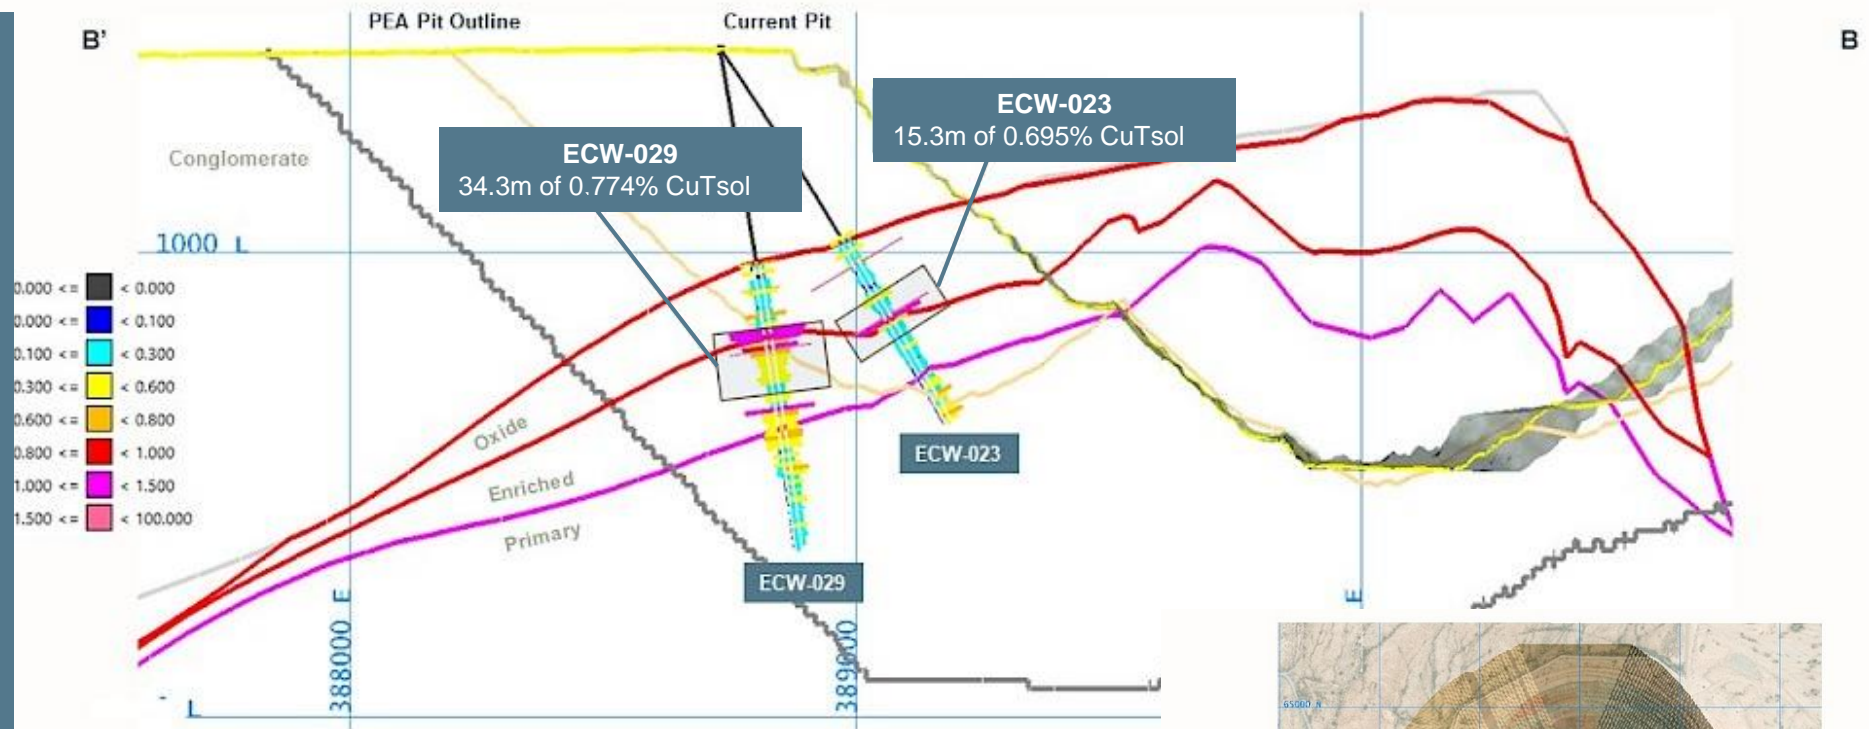 PEA Pit Outline
Current Pit
B'
B
ECW-023
15.3m of 0.695% CuTsol
ECW-029
34.3m of 0.774% CuTsol
Conglomerate
1000 L
0.000 <= < 0.000
0.000 <= < 0.100
0.100 <= < 0.300
0.300 <= < 0.600
0.600 <= < 0.800
0.800 <= < 1.000
1.000 <= < 1.500
1.500 <= < 100.000
Oxide
Enriched
Primary
ECW-023
ECW-029
388000 E
389000
E
- L
65000 N